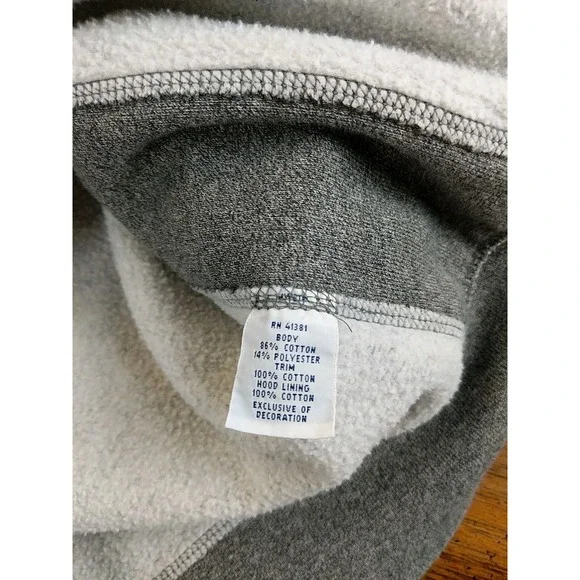 RN 41381
BODY
86% COTTON
14% POLYESTER
TRIM
100% COTTON
HOOD LINING
100% COTTON
EXCLUSIVE OF
DECORATION